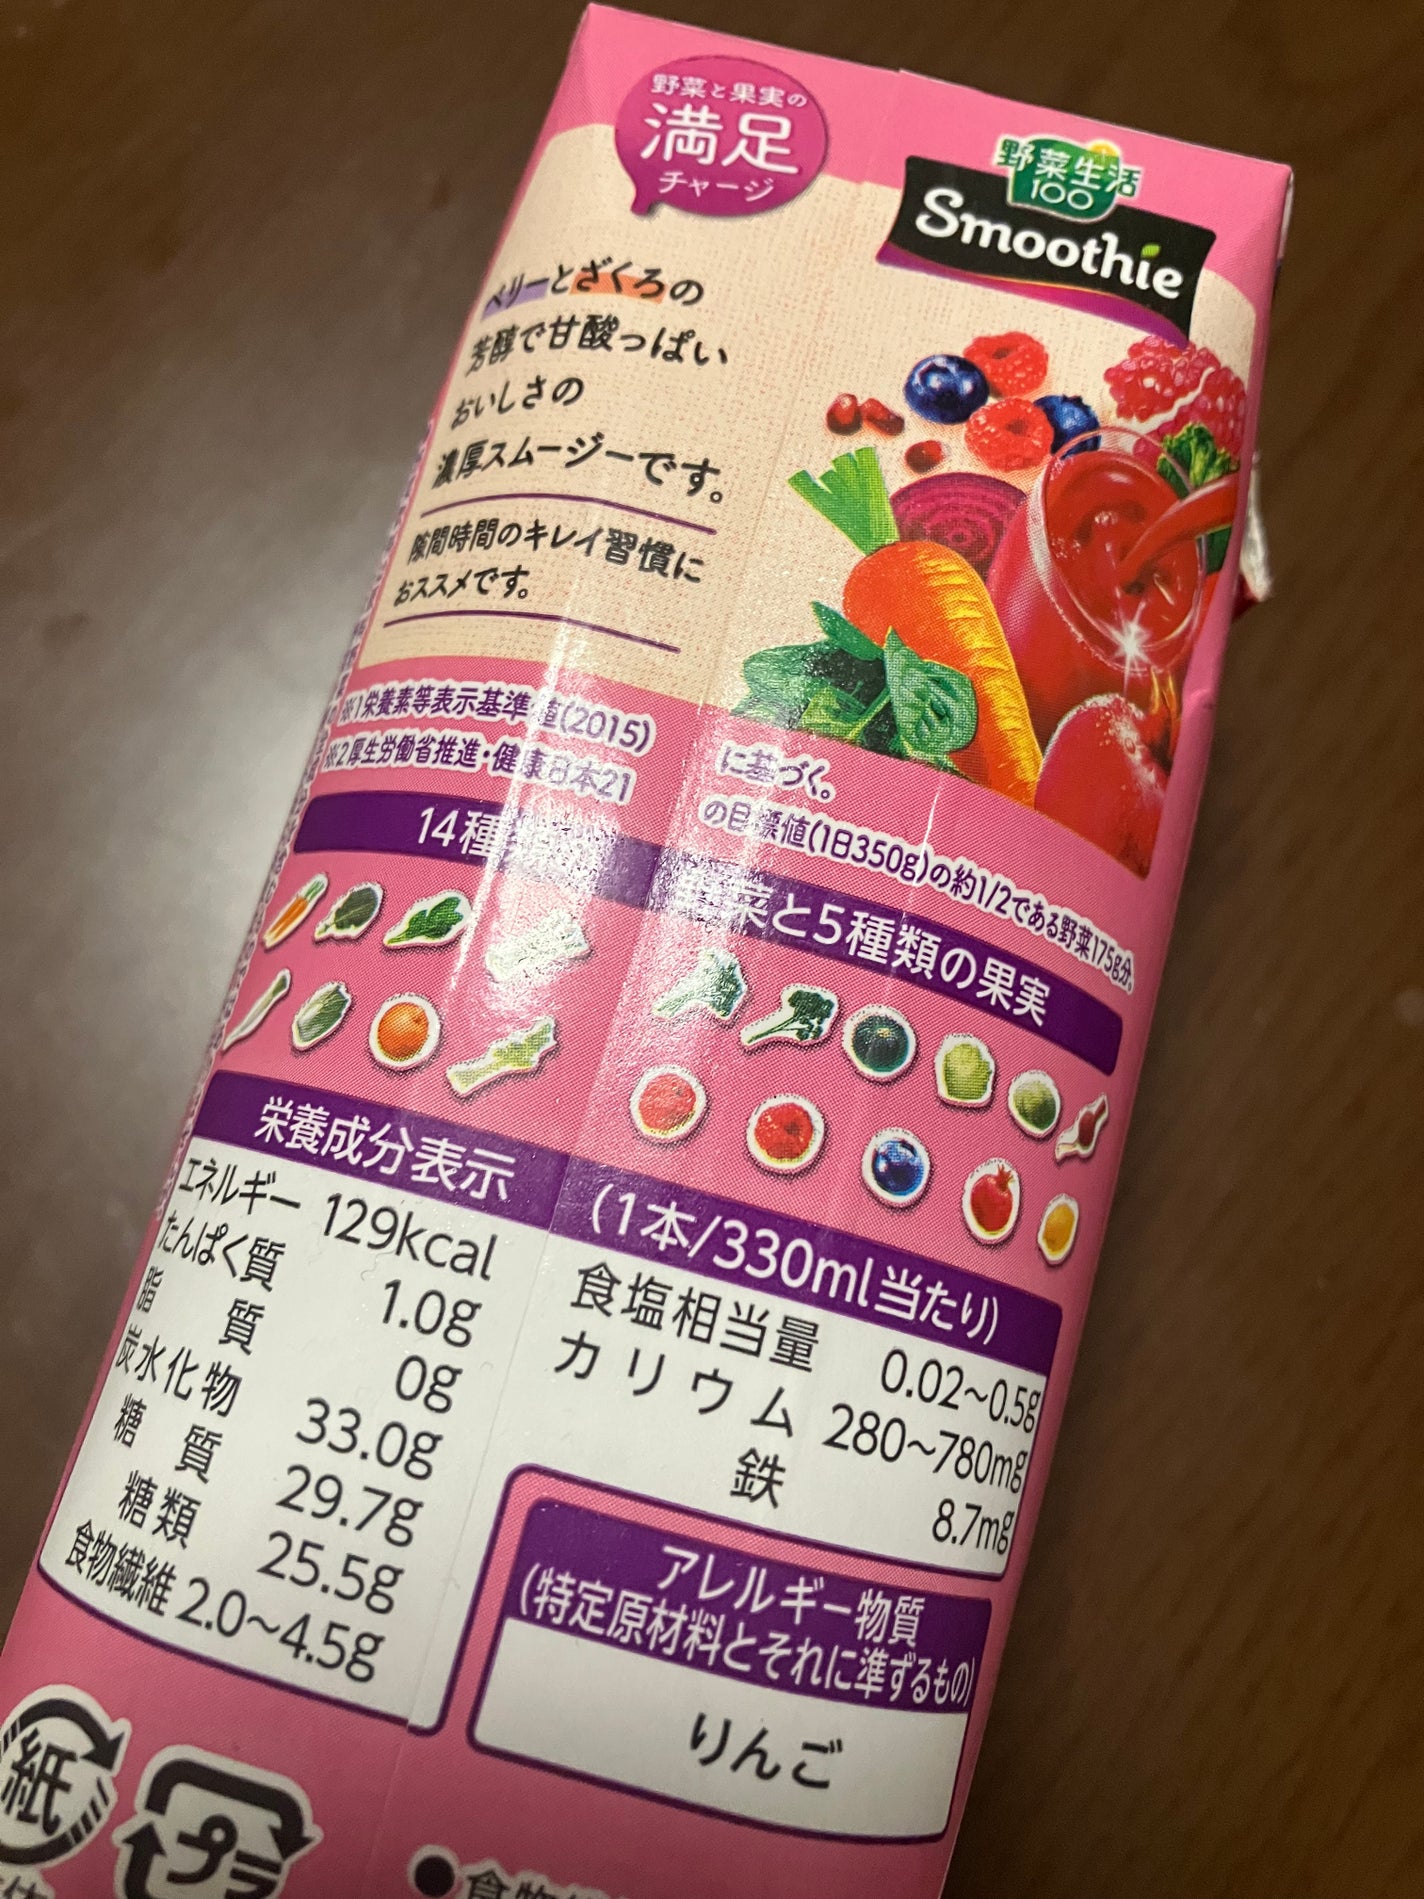 野菜と果実の
満足
チャージ
野菜生活
100
Smoothie
ベリーとざくろの
芳醇で甘酸っぱい
おいしさの
濃厚スムージーです。
隙間時間のキレイ習慣に
おススメです。
※1栄養素等表示基準値(2015)に基づく。
※2厚生労働省推進・健康日本21の目標値(1日350g)の約1/2である野菜175g分。
14種類の野菜と5種類の果実
栄養成分表示(1本/330ml当たり)
エネルギー 129kcal
たんぱく質 1.0g
脂質 0g
炭水化物 33.0g
糖質 29.7g
糖類 25.5g
食物繊維 2.0~4.5g
食塩相当量 0.02~0.5g
カリウム 280~780mg
鉄 8.7mg
アレルギー物質
(特定原材料とそれに準ずるもの)
りんご
紙
プラ
●食物